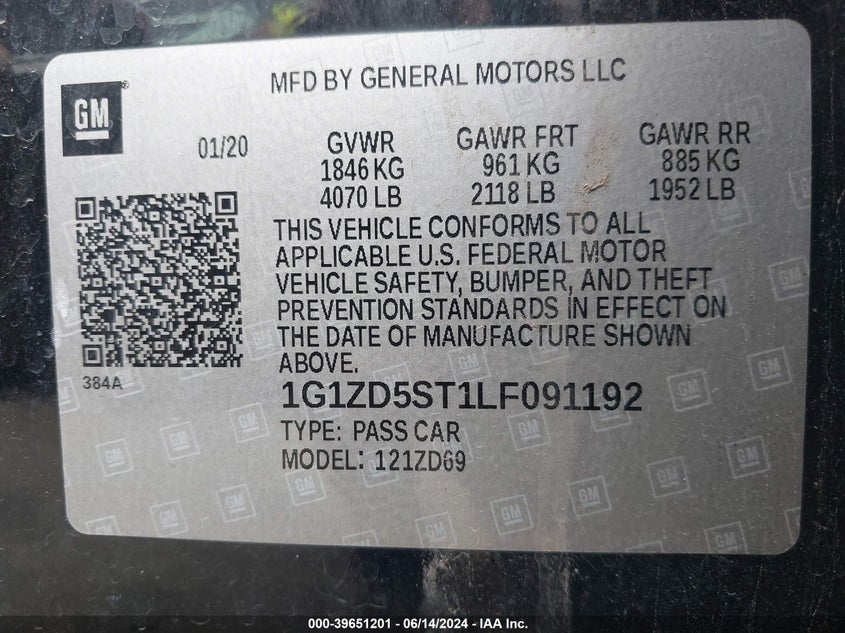 MFD BY GENERAL MOTORS LLC
GM
01/20
GVWR GAWR FRT GAWR RR
1846 KG 961 KG 885 KG
4070 LB 2118 LB 1952 LB
THIS VEHICLE CONFORMS TO ALL
APPLICABLE U.S. FEDERAL MOTOR
VEHICLE SAFETY, BUMPER, AND THEFT
PREVENTION STANDARDS IN EFFECT ON
THE DATE OF MANUFACTURE SHOWN
ABOVE.
384A
1G1ZD5ST1LF091192
TYPE: PASS CAR
MODEL: 121ZD69
000-39651201 - 06/14/2024 - IAA Inc.